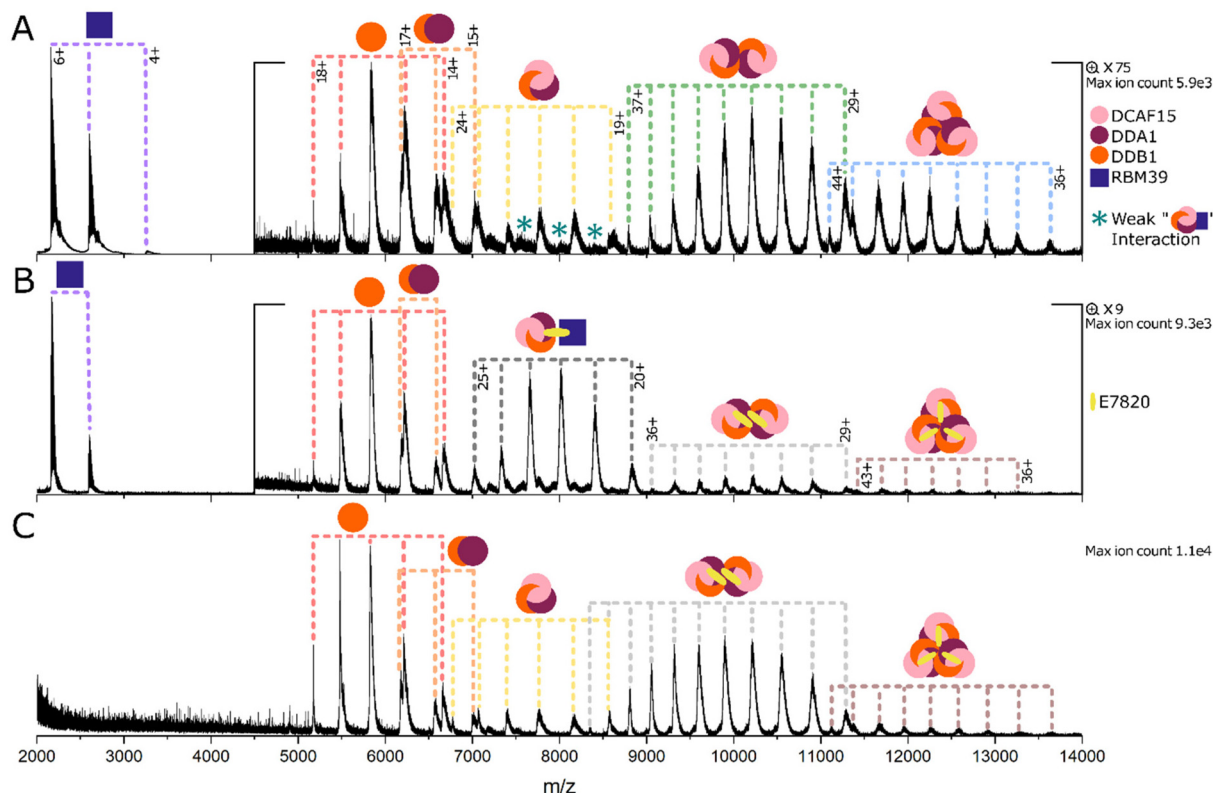 A
6+
4+
18+
17+
15+
14+
24+
19+
37+
29+
44+
36+
X 75
Max ion count 5.9e3
DCAF15
DDA1
DDB1
RBM39
* Weak " "
Interaction
B
25+
20+
36+
29+
43+
36+
X 9
Max ion count 9.3e3
E7820
C
Max ion count 1.1e4
2000 3000 4000 5000 6000 7000 8000 9000 10000 11000 12000 13000 14000
m/z